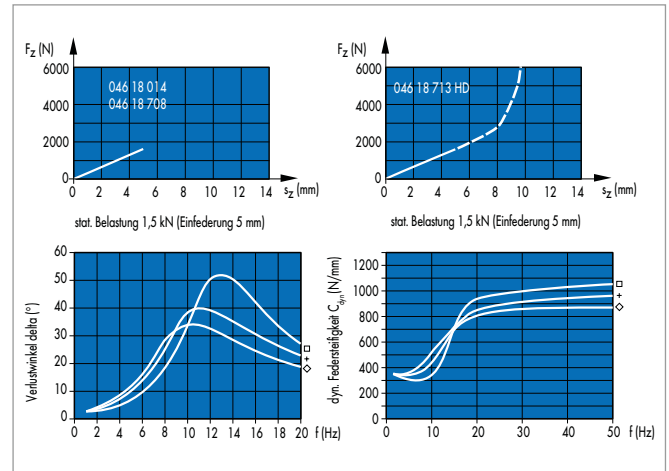 F_Z (N)
6000
4000
2000
0
046 18 014
046 18 708
0 2 4 6 8 10 12 14
s_Z (mm)
stat. Belastung 1,5 kN (Einfederung 5 mm)
F_Z (N)
6000
4000
2000
0
046 18 713 HD
0 2 4 6 8 10 12 14
s_Z (mm)
stat. Belastung 1,5 kN (Einfederung 5 mm)
Verlustwinkel delta (°)
60
50
40
30
20
10
0
0 2 4 6 8 10 12 14 16 18 20 f (Hz)
□
+
◇
dyn. Federsteifigkeit C_dyn (N/mm)
1200
1000
800
600
400
200
0
0 10 20 30 40 50 f (Hz)
□
+
◇